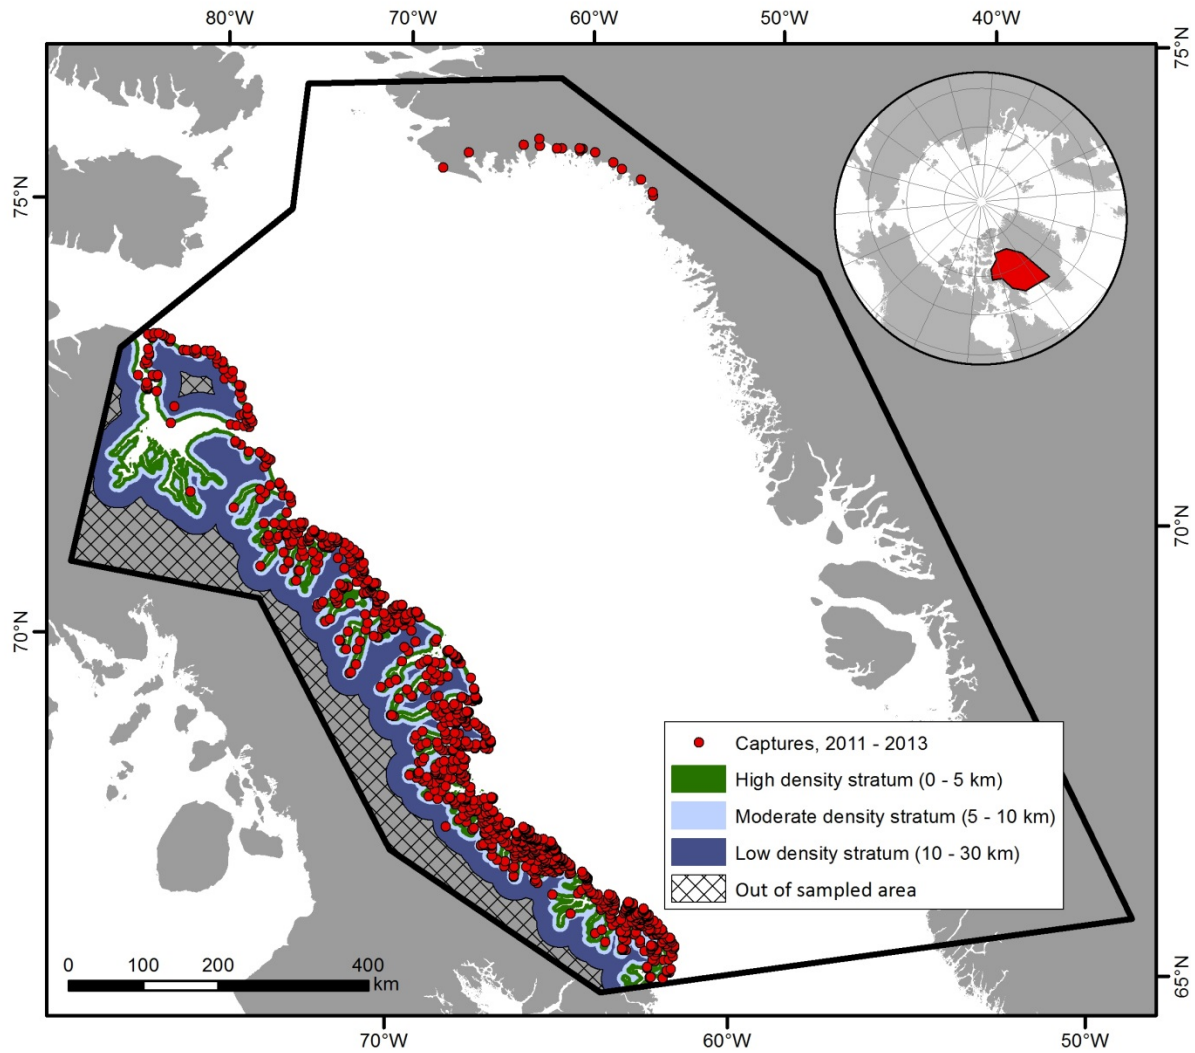 80°W 70°W 60°W 50°W 40°W
75°N
75°N
70°N
70°N
Captures, 2011 - 2013
High density stratum (0 - 5 km)
Moderate density stratum (5 - 10 km)
Low density stratum (10 - 30 km)
Out of sampled area
0 100 200 400
km
65°N
70°W 60°W 50°W